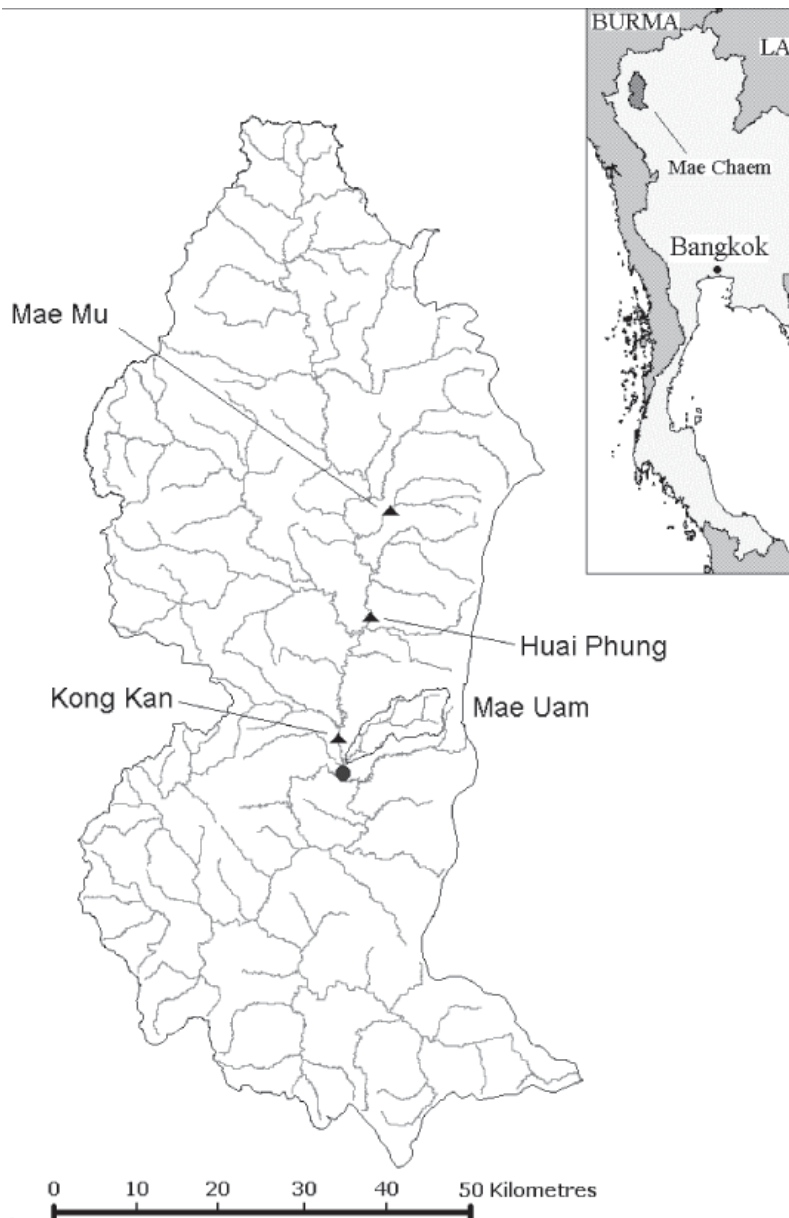 BURMA
LA
Mae Chaem
Bangkok
Mae Mu
Huai Phung
Kong Kan
Mae Uam
0 10 20 30 40 50 Kilometres